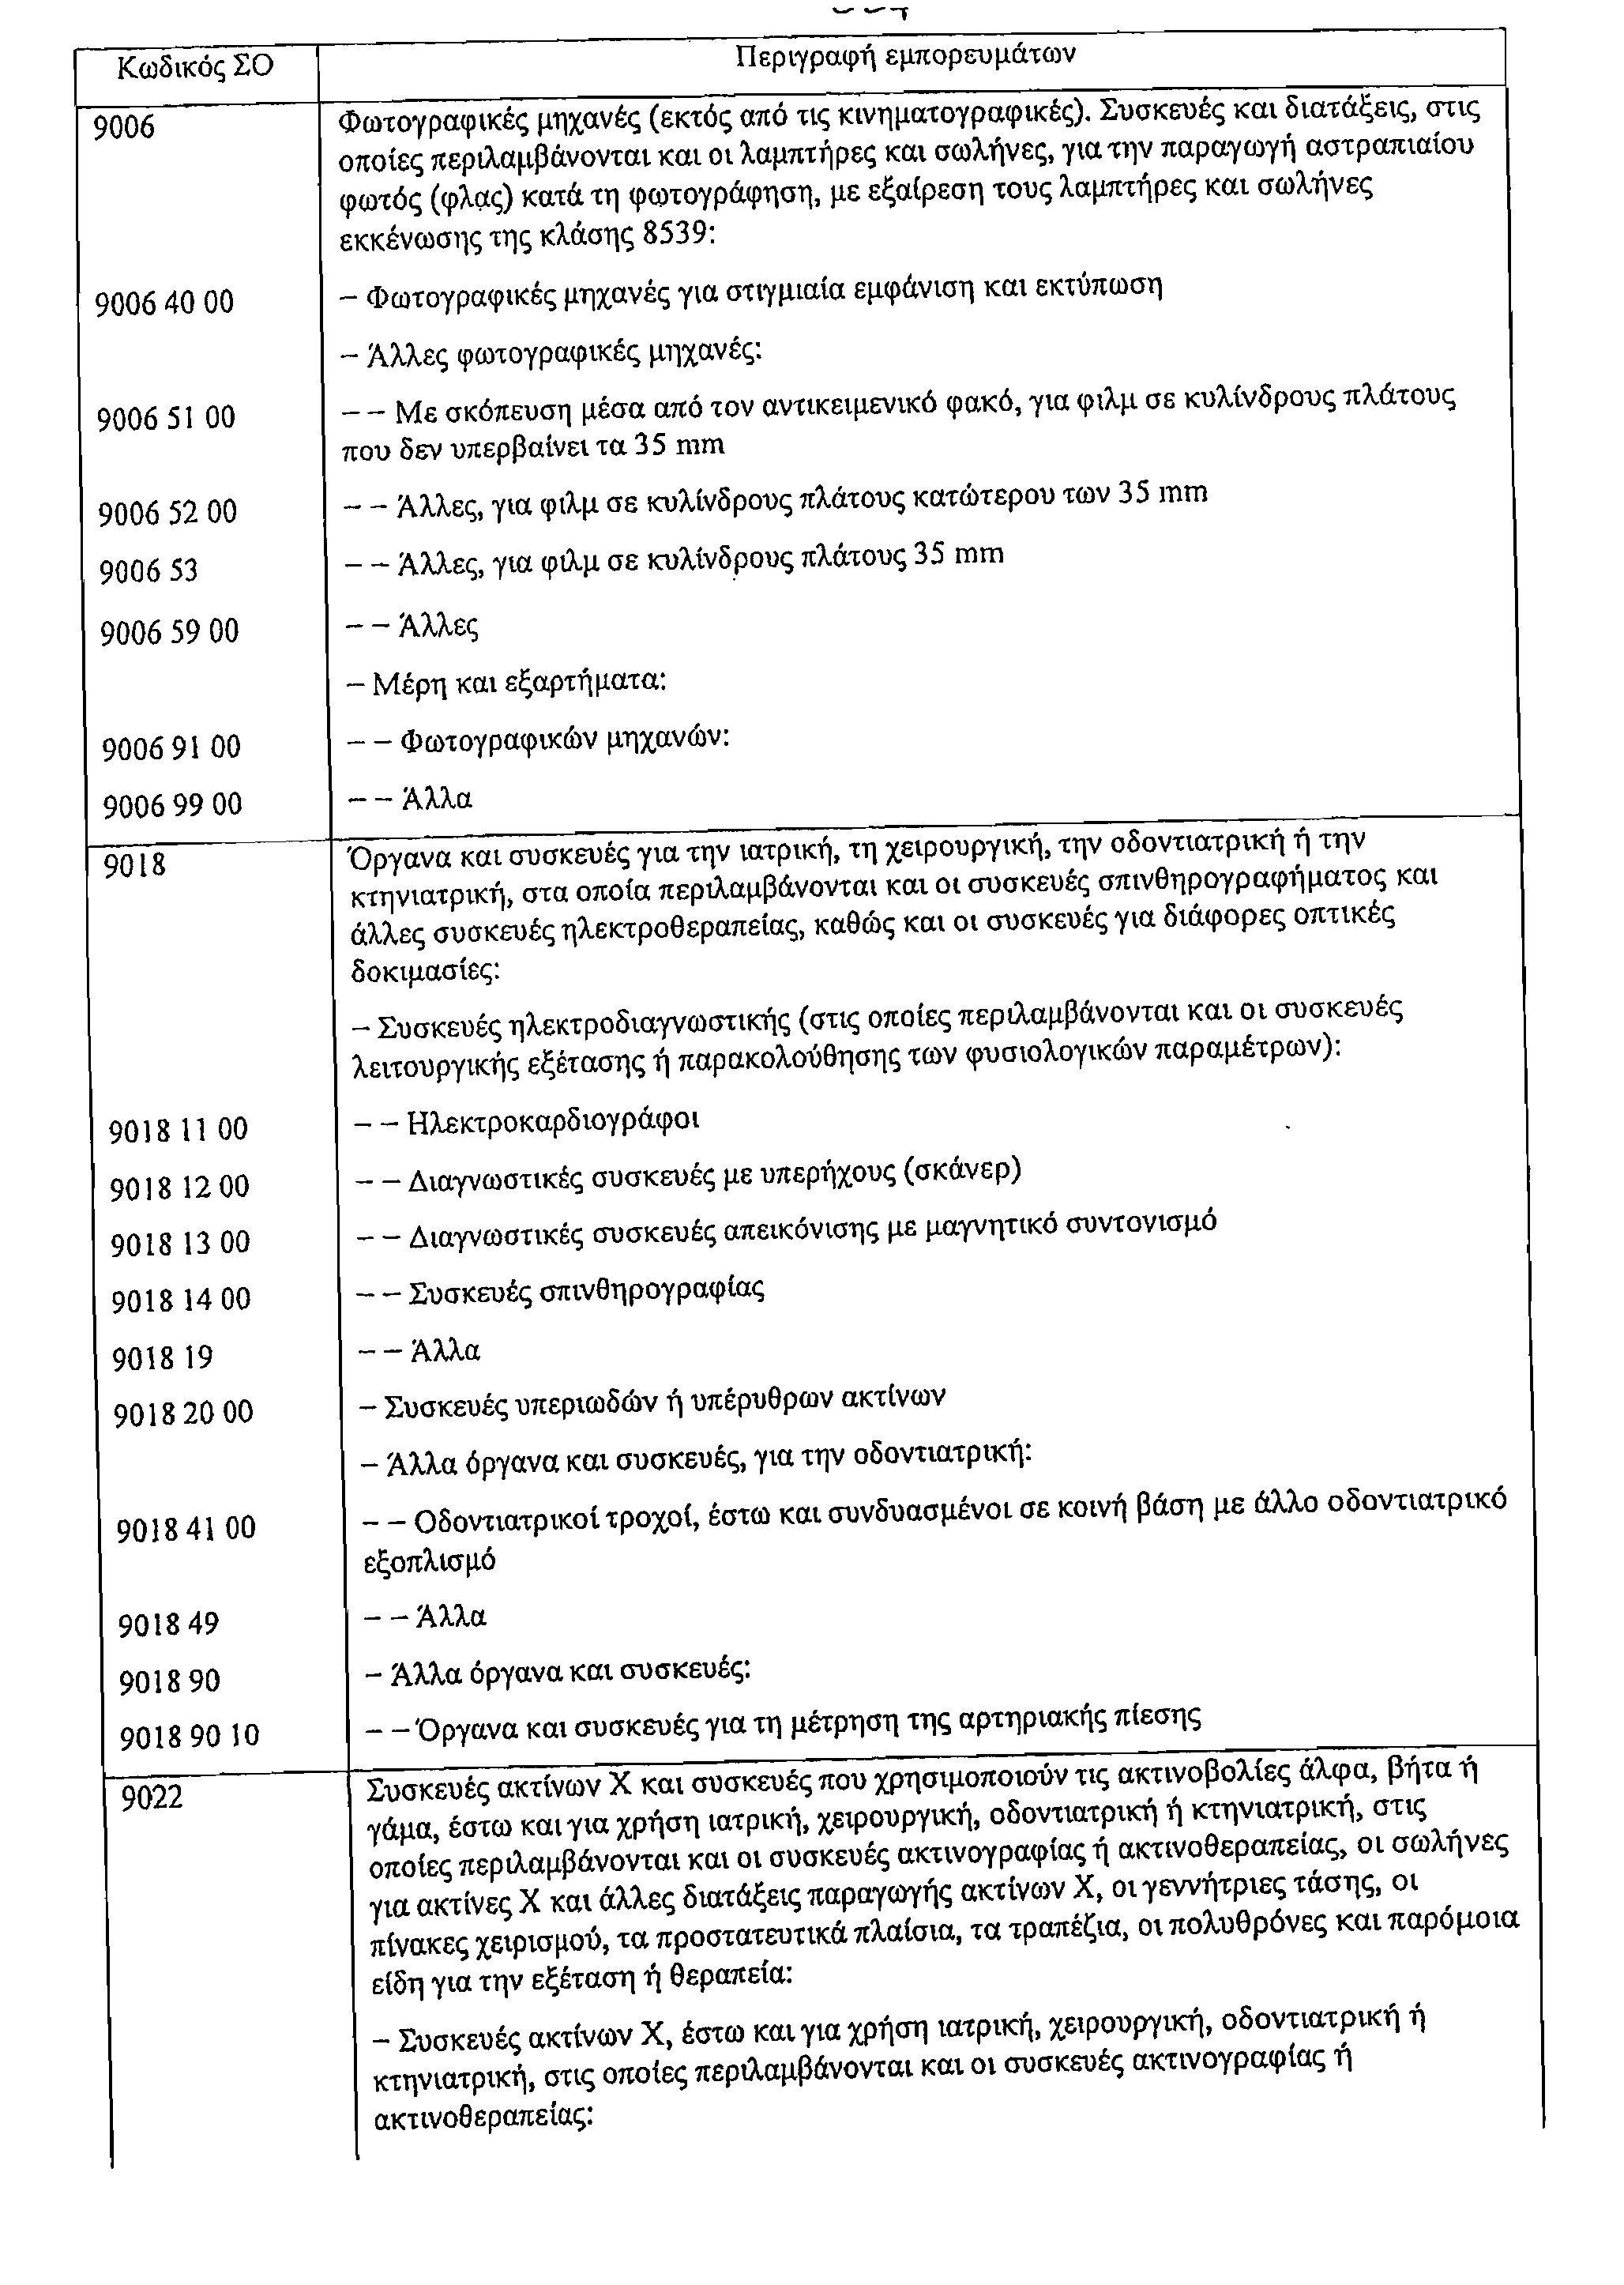 Κωδικός ΣΟ Περιγραφή εμπορευμάτων
9006 Φωτογραφικές μηχανές (εκτός από τις κινηματογραφικές). Συσκευές και διατάξεις, στις
οποίες περιλαμβάνονται και οι λαμπτήρες και σωλήνες, για την παραγωγή αστραπιαίου
φωτός (φλας) κατά τη φωτογράφηση, με εξαίρεση τους λαμπτήρες και σωλήνες
εκκένωσης της κλάσης 8539:
9006 40 00 – Φωτογραφικές μηχανές για στιγμιαία εμφάνιση και εκτύπωση
– Άλλες φωτογραφικές μηχανές:
9006 51 00 – – Με σκόπευση μέσα από τον αντικειμενικό φακό, για φιλμ σε κυλίνδρους πλάτους
που δεν υπερβαίνει τα 35 mm
9006 52 00 – – Άλλες, για φιλμ σε κυλίνδρους πλάτους κατώτερου των 35 mm
9006 53 – – Άλλες, για φιλμ σε κυλίνδρους πλάτους 35 mm
9006 59 00 – – Άλλες
– Μέρη και εξαρτήματα:
9006 91 00 – – Φωτογραφικών μηχανών:
9006 99 00 – – Άλλα
9018 Όργανα και συσκευές για την ιατρική, τη χειρουργική, την οδοντιατρική ή την
κτηνιατρική, στα οποία περιλαμβάνονται και οι συσκευές σπινθηρογραφήματος και
άλλες συσκευές ηλεκτροθεραπείας, καθώς και οι συσκευές για διάφορες οπτικές
δοκιμασίες:
– Συσκευές ηλεκτροδιαγνωστικής (στις οποίες περιλαμβάνονται και οι συσκευές
λειτουργικής εξέτασης ή παρακολούθησης των φυσιολογικών παραμέτρων):
9018 11 00 – – Ηλεκτροκαρδιογράφοι
9018 12 00 – – Διαγνωστικές συσκευές με υπερήχους (σκάνερ)
9018 13 00 – – Διαγνωστικές συσκευές απεικόνισης με μαγνητικό συντονισμό
9018 14 00 – – Συσκευές σπινθηρογραφίας
9018 19 – – Άλλα
9018 20 00 – Συσκευές υπεριωδών ή υπέρυθρων ακτίνων
– Άλλα όργανα και συσκευές, για την οδοντιατρική:
9018 41 00 – – Οδοντιατρικοί τροχοί, έστω και συνδυασμένοι σε κοινή βάση με άλλο οδοντιατρικό
εξοπλισμό
9018 49 – – Άλλα
9018 90 – Άλλα όργανα και συσκευές:
9018 90 10 – – Όργανα και συσκευές για τη μέτρηση της αρτηριακής πίεσης
9022 Συσκευές ακτίνων Χ και συσκευές που χρησιμοποιούν τις ακτινοβολίες άλφα, βήτα ή
γάμα, έστω και για χρήση ιατρική, χειρουργική, οδοντιατρική ή κτηνιατρική, στις
οποίες περιλαμβάνονται και οι συσκευές ακτινογραφίας ή ακτινοθεραπείας, οι σωλήνες
για ακτίνες Χ και άλλες διατάξεις παραγωγής ακτίνων Χ, οι γεννήτριες τάσης, οι
πίνακες χειρισμού, τα προστατευτικά πλαίσια, τα τραπέζια, οι πολυθρόνες και παρόμοια
είδη για την εξέταση ή θεραπεία:
– Συσκευές ακτίνων Χ, έστω και για χρήση ιατρική, χειρουργική, οδοντιατρική ή
κτηνιατρική, στις οποίες περιλαμβάνονται και οι συσκευές ακτινογραφίας ή
ακτινοθεραπείας: